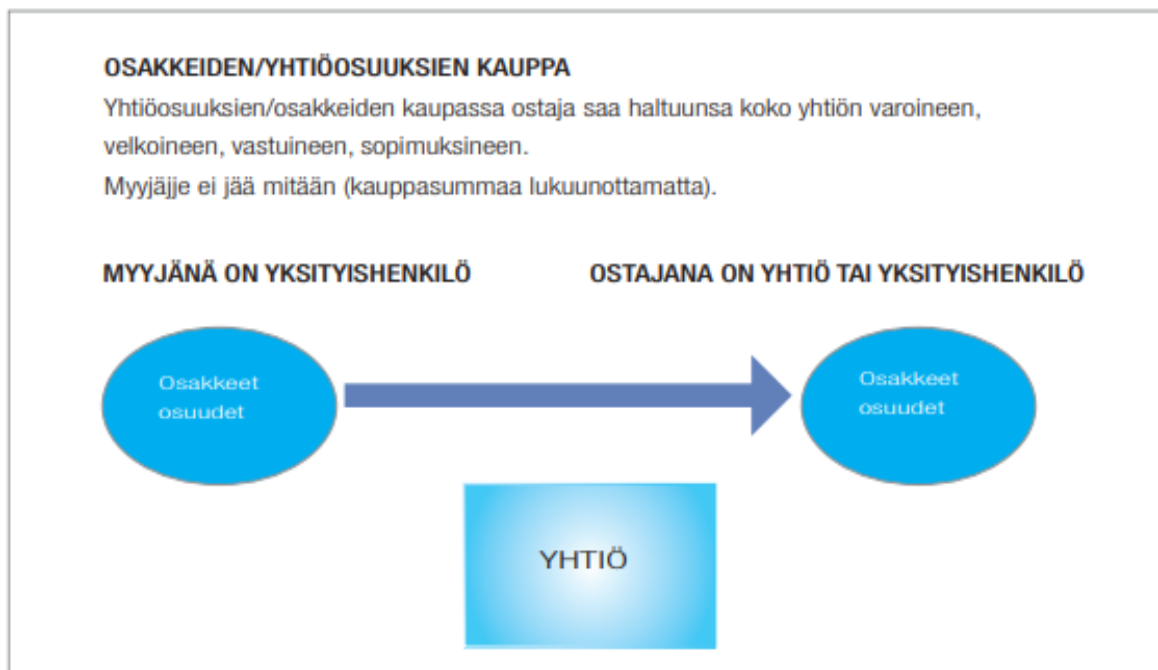 OSAKKEIDEN/YHTIÖOSUUKSIEN KAUPPA
Yhtiöosuuksien/osakkeiden kaupassa ostaja saa haltuunsa koko yhtiön varoineen,
velkoineen, vastuineen, sopimuksineen.
Myyjäjje ei jää mitään (kauppasummaa lukuunottamatta).
MYYJÄNÄ ON YKSITYISHENKILÖ
OSTAJANA ON YHTIÖ TAI YKSITYISHENKILÖ
Osakkeet
osuudet
Osakkeet
osuudet
YHTIÖ